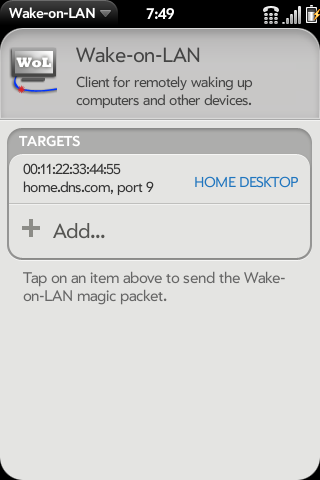 Wake-on-LAN
7:49
WoL
Wake-on-LAN
Client for remotely waking up
computers and other devices.
TARGETS
00:11:22:33:44:55
home.dns.com, port 9
HOME DESKTOP
Add...
Tap on an item above to send the Wake-
on-LAN magic packet.